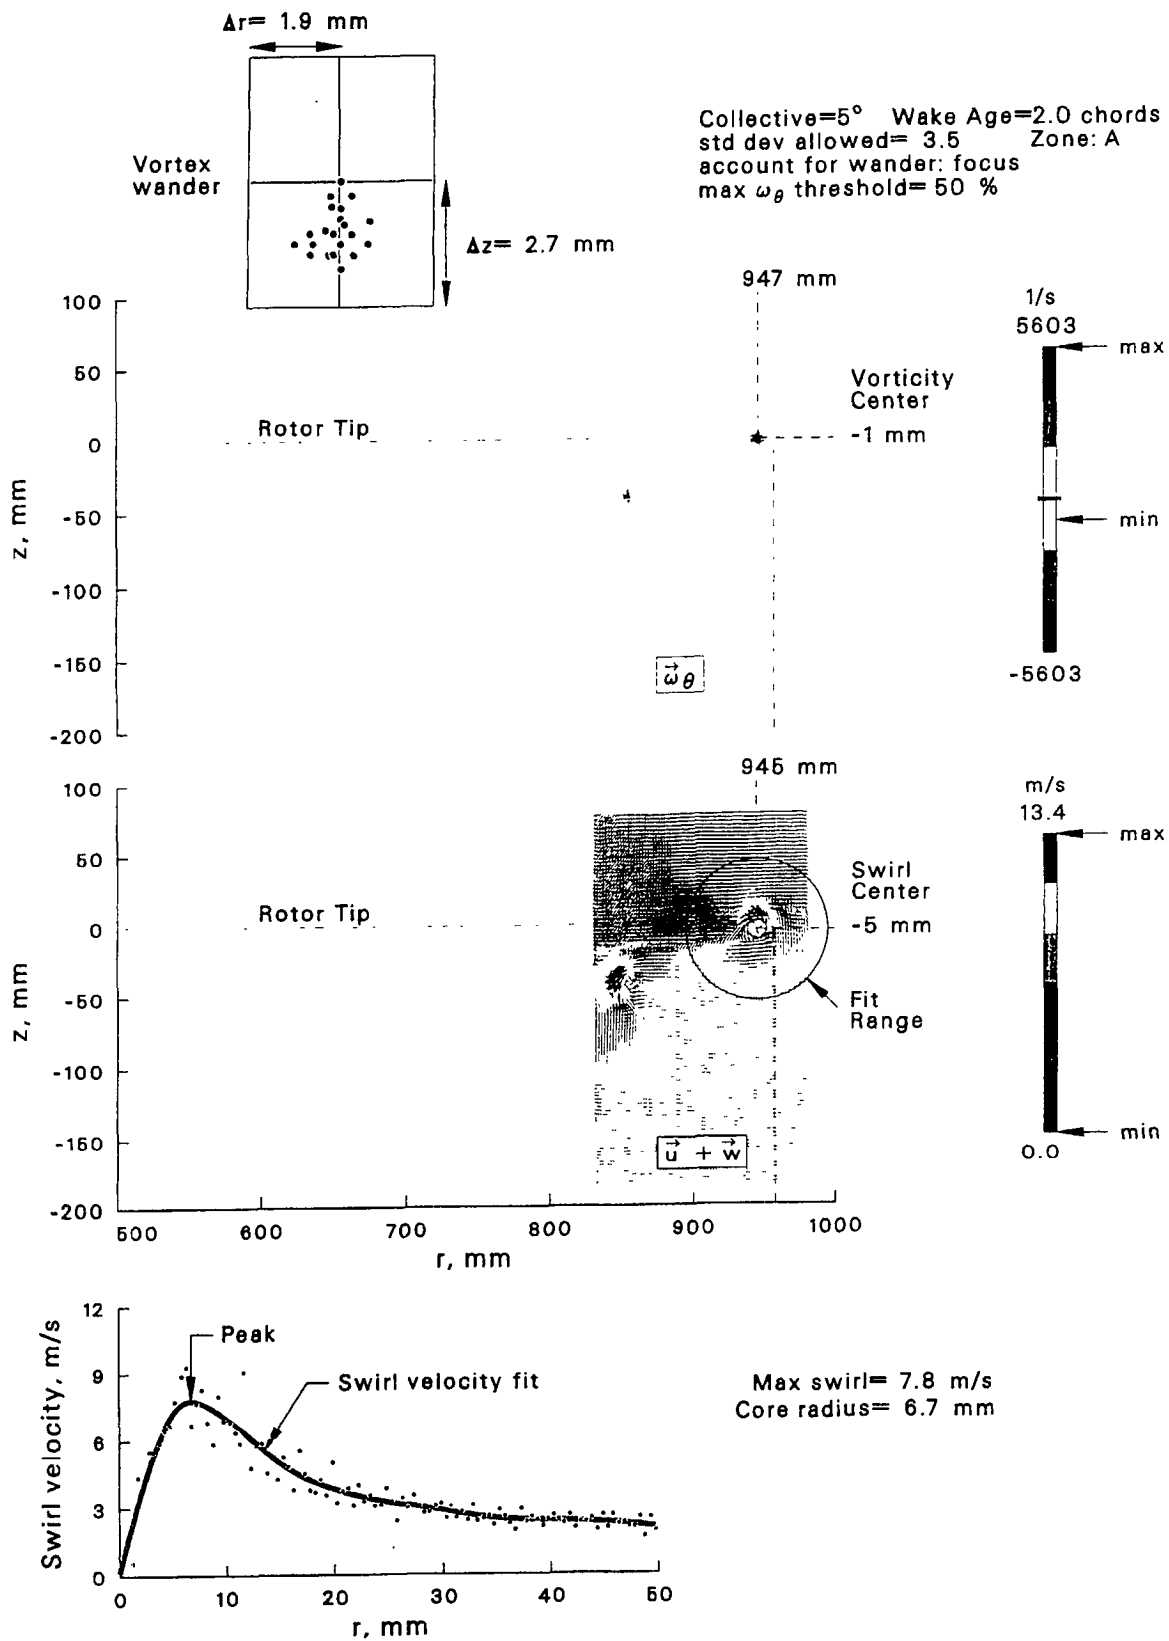 Δr= 1.9 mm
Vortex
wander
Δz= 2.7 mm
Collective=5° Wake Age=2.0 chords
std dev allowed= 3.5 Zone: A
account for wander: focus
max ωθ threshold= 50 %
947 mm
100
50
0
-50
-100
-150
-200
z, mm
Rotor Tip
Vorticity
Center
-1 mm
ω⃗θ
1/s
5603
max
min
-5603
945 mm
100
50
0
-50
-100
-150
-200
z, mm
Rotor Tip
Swirl
Center
-5 mm
Fit
Range
u⃗ + w⃗
m/s
13.4
max
min
0.0
500 600 700 800 900 1000
r, mm
12
9
6
3
0
Swirl velocity, m/s
Peak
Swirl velocity fit
Max swirl= 7.8 m/s
Core radius= 6.7 mm
0 10 20 30 40 50
r, mm